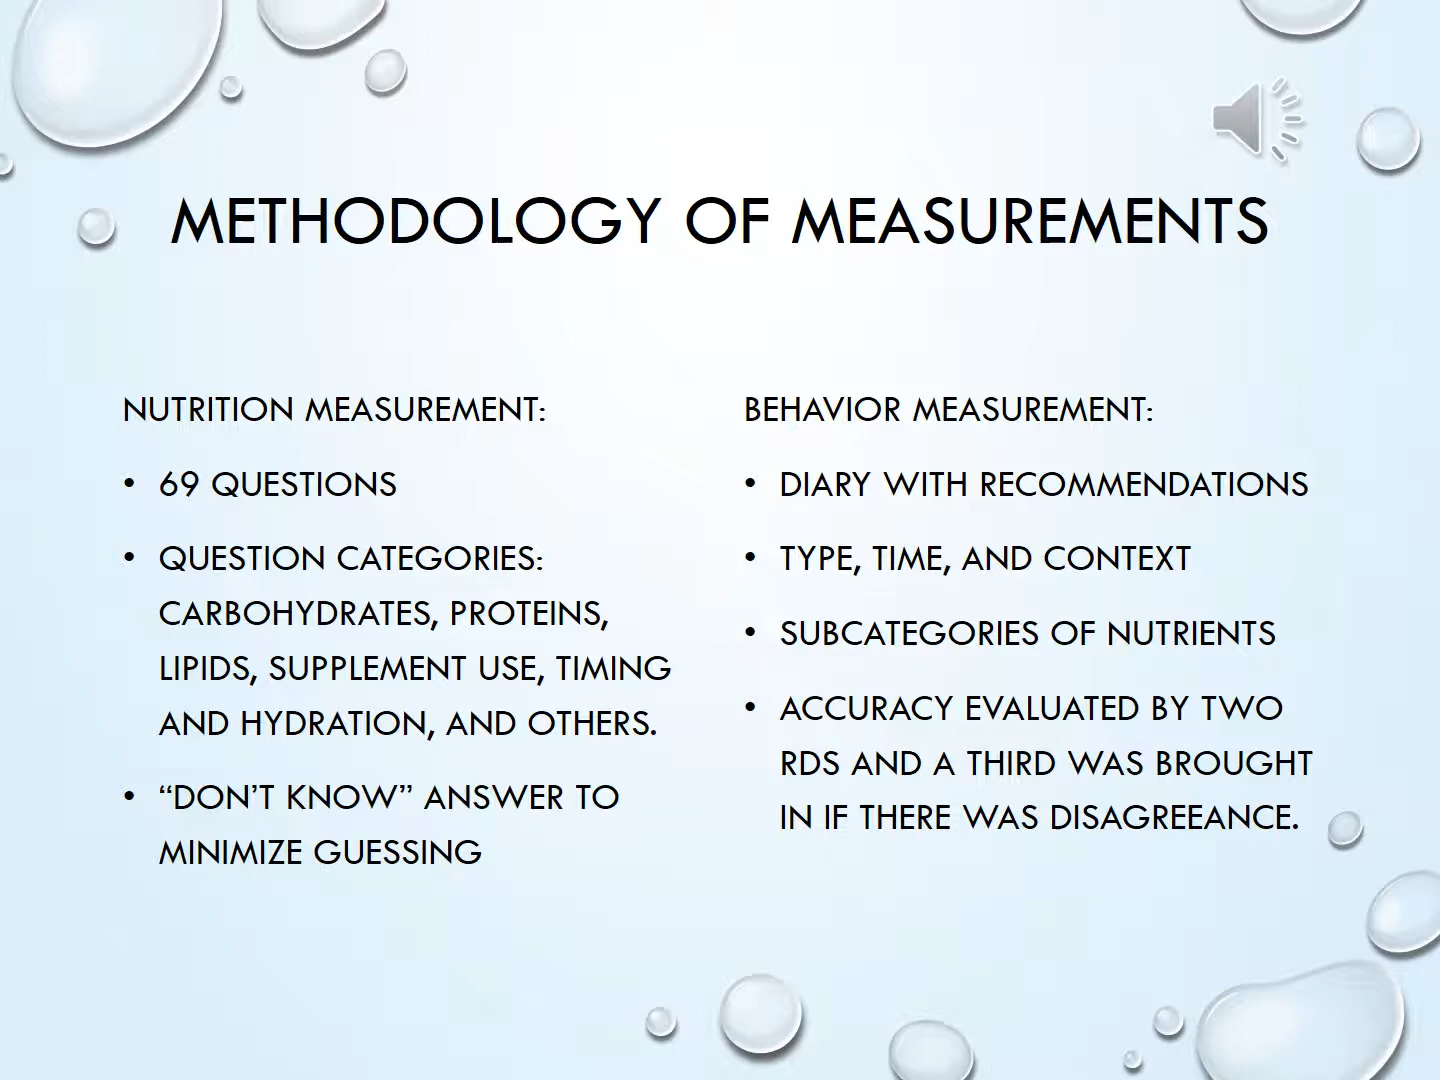 METHODOLOGY OF MEASUREMENTS
NUTRITION MEASUREMENT:
• 69 QUESTIONS
• QUESTION CATEGORIES:
CARBOHYDRATES, PROTEINS,
LIPIDS, SUPPLEMENT USE, TIMING
AND HYDRATION, AND OTHERS.
• “DON’T KNOW” ANSWER TO
MINIMIZE GUESSING
BEHAVIOR MEASUREMENT:
• DIARY WITH RECOMMENDATIONS
• TYPE, TIME, AND CONTEXT
• SUBCATEGORIES OF NUTRIENTS
• ACCURACY EVALUATED BY TWO
RDS AND A THIRD WAS BROUGHT
IN IF THERE WAS DISAGREEANCE.